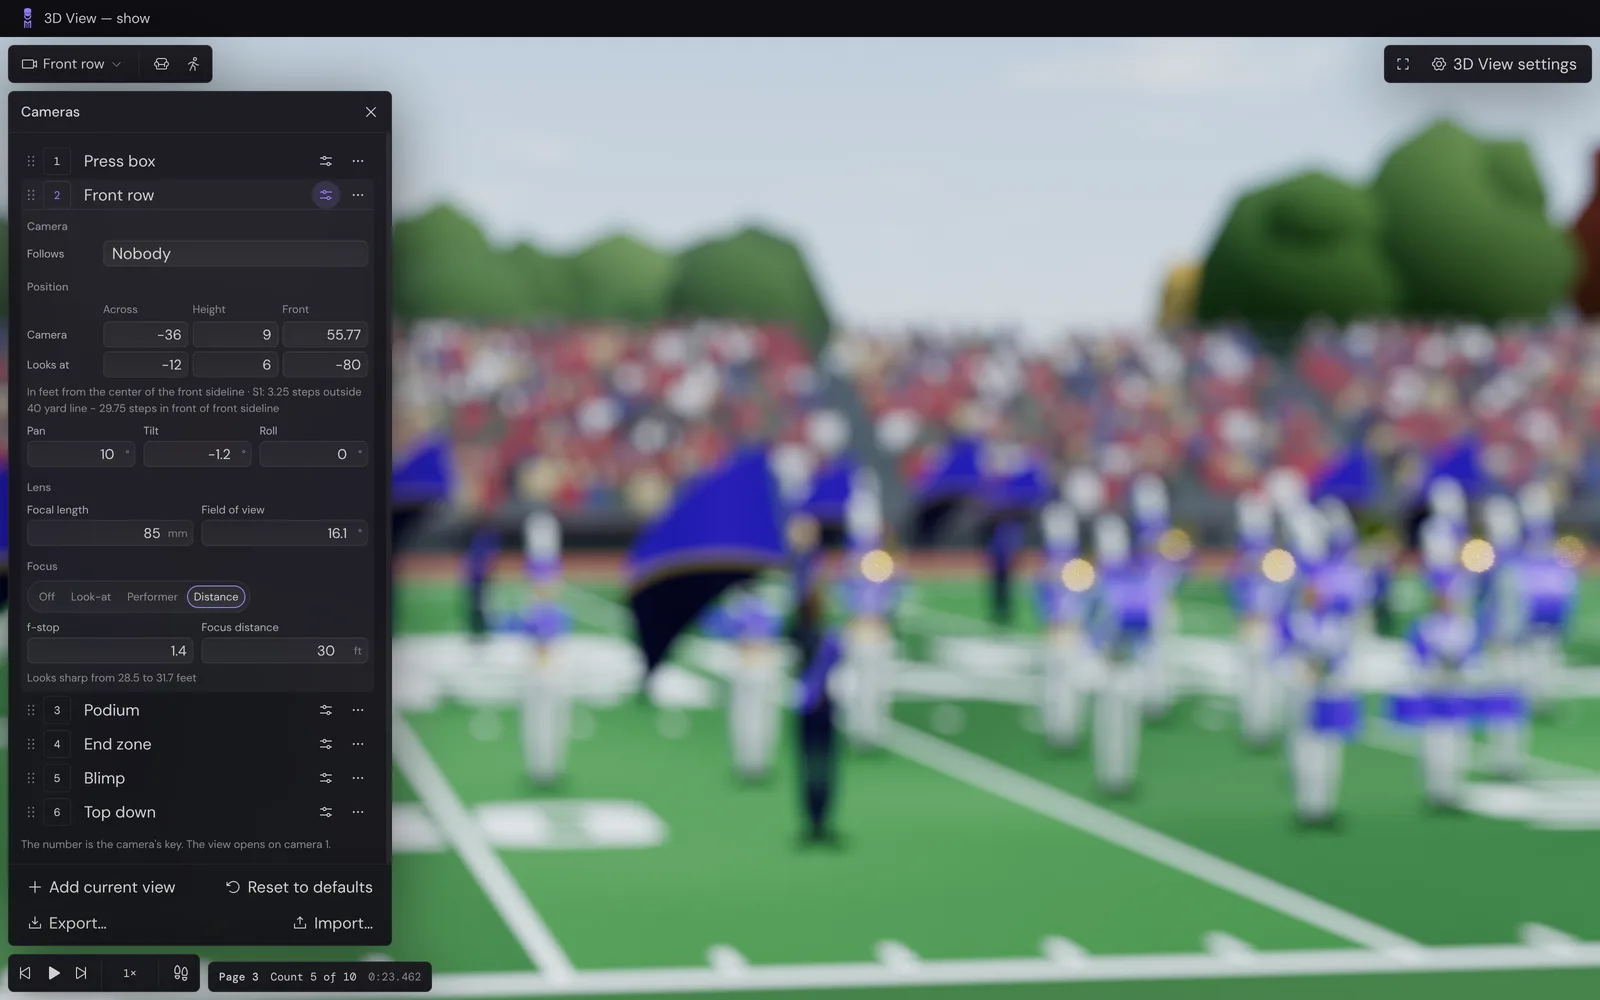 3D View — show
Front row
3D View settings
Cameras
1 Press box
2 Front row
Camera
Follows Nobody
Position
Across Height Front
Camera -36 9 55.77
Looks at -12 6 -80
In feet from the center of the front sideline · S1: 3.25 steps outside
40 yard line - 29.75 steps in front of front sideline
Pan Tilt Roll
10 ° -1.2 ° 0 °
Lens
Focal length Field of view
85 mm 16.1 °
Focus
Off Look-at Performer Distance
f-stop Focus distance
1.4 30 ft
Looks sharp from 28.5 to 31.7 feet
3 Podium
4 End zone
5 Blimp
6 Top down
The number is the camera's key. The view opens on camera 1.
Add current view Reset to defaults
Export... Import...
1× Page 3 Count 5 of 10 0:23.462